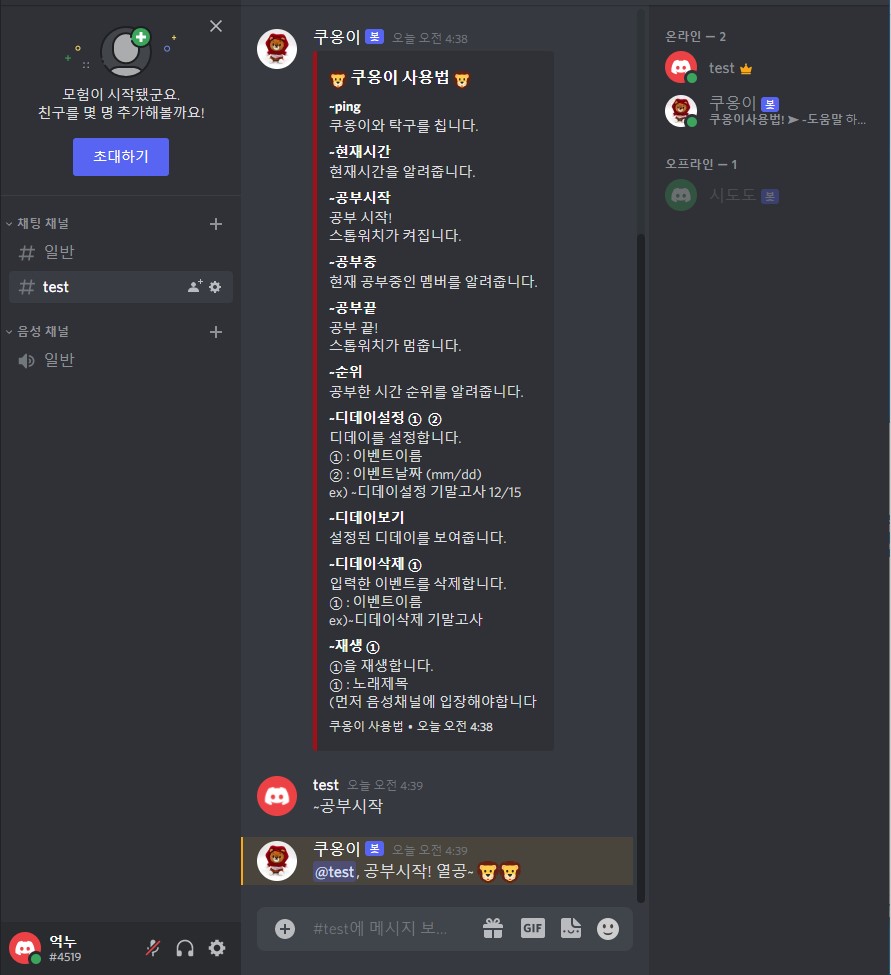 모험이 시작됐군요.
친구를 몇 명 추가해볼까요!
초대하기
채팅 채널
일반
test
음성 채널
일반
억누
#4519
쿠옹이 봇 오늘 오전 4:38
쿠옹이 사용법
~ping
쿠옹이와 탁구를 칩니다.
~현재시간
현재시간을 알려줍니다.
~공부시작
공부 시작!
스톱워치가 켜집니다.
~공부중
현재 공부중인 멤버를 알려줍니다.
~공부끝
공부 끝!
스톱워치가 멈춥니다.
~순위
공부한 시간 순위를 알려줍니다.
~디데이설정 ① ②
디데이를 설정합니다.
① : 이벤트이름
② : 이벤트날짜 (mm/dd)
ex) ~디데이설정 기말고사 12/15
~디데이보기
설정된 디데이를 보여줍니다.
~디데이삭제 ①
입력한 이벤트를 삭제합니다.
① : 이벤트이름
ex)~디데이삭제 기말고사
~재생 ①
①을 재생합니다.
① : 노래제목
(먼저 음성채널에 입장해야합니다
쿠옹이 사용법 • 오늘 오전 4:38
test 오늘 오전 4:39
~공부시작
쿠옹이 봇 오늘 오전 4:39
@test, 공부시작! 열공~
#test에 메시지 보...
GIF
온라인 — 2
test
쿠옹이 봇
쿠옹이사용법! ➤ ~도움말 하...
오프라인 — 1
시도도 봇